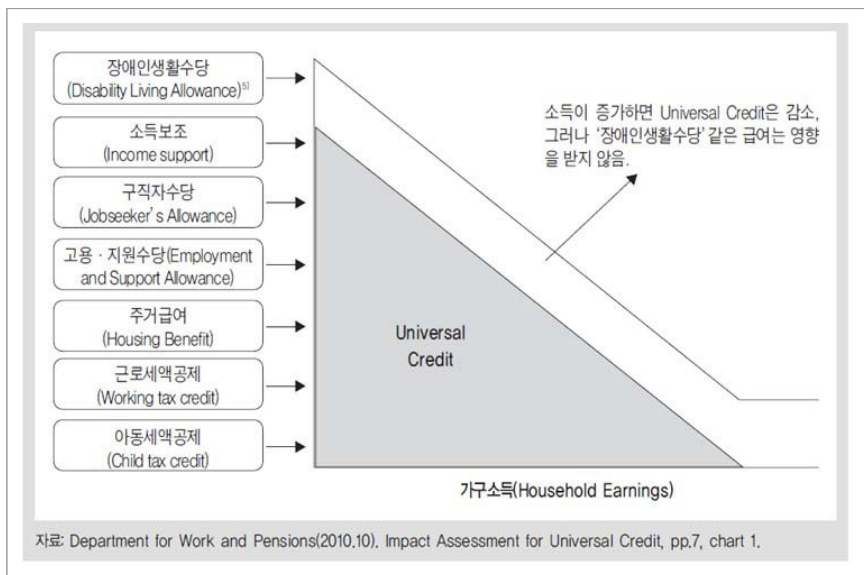 장애인생활수당
(Disability Living Allowance)5)
소득보조
(Income support)
구직자수당
(Jobseeker's Allowance)
고용·지원수당(Employment
and Support Allowance)
주거급여
(Housing Benefit)
근로세액공제
(Working tax credit)
아동세액공제
(Child tax credit)
소득이 증가하면 Universal Credit은 감소,
그러나 '장애인생활수당' 같은 급여는 영향
을 받지 않음.
Universal
Credit
가구소득(Household Earnings)
자료: Department for Work and Pensions(2010.10). Impact Assessment for Universal Credit, pp.7, chart 1.